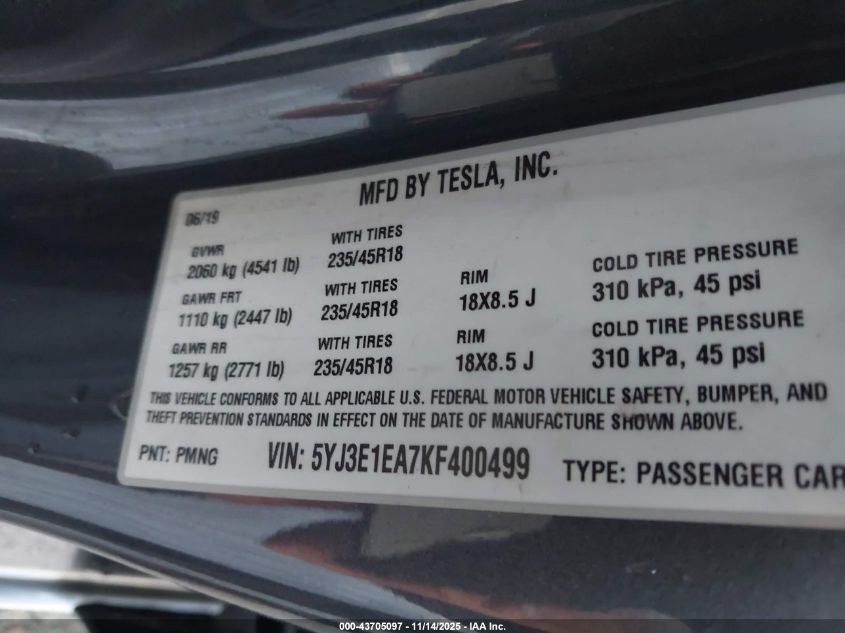 MFD BY TESLA, INC.
06/19
GVWR
2060 kg (4541 lb)
WITH TIRES
235/45R18
GAWR FRT
1110 kg (2447 lb)
WITH TIRES
235/45R18
RIM
18X8.5 J
COLD TIRE PRESSURE
310 kPa, 45 psi
GAWR RR
1257 kg (2771 lb)
WITH TIRES
235/45R18
RIM
18X8.5 J
COLD TIRE PRESSURE
310 kPa, 45 psi
THIS VEHICLE CONFORMS TO ALL APPLICABLE U.S. FEDERAL MOTOR VEHICLE SAFETY, BUMPER, AND
THEFT PREVENTION STANDARDS IN EFFECT ON THE DATE OF MANUFACTURE SHOWN ABOVE.
PNT: PMNG
VIN: 5YJ3E1EA7KF400499
TYPE: PASSENGER CAR
000-43705097 - 11/14/2025 - IAA Inc.